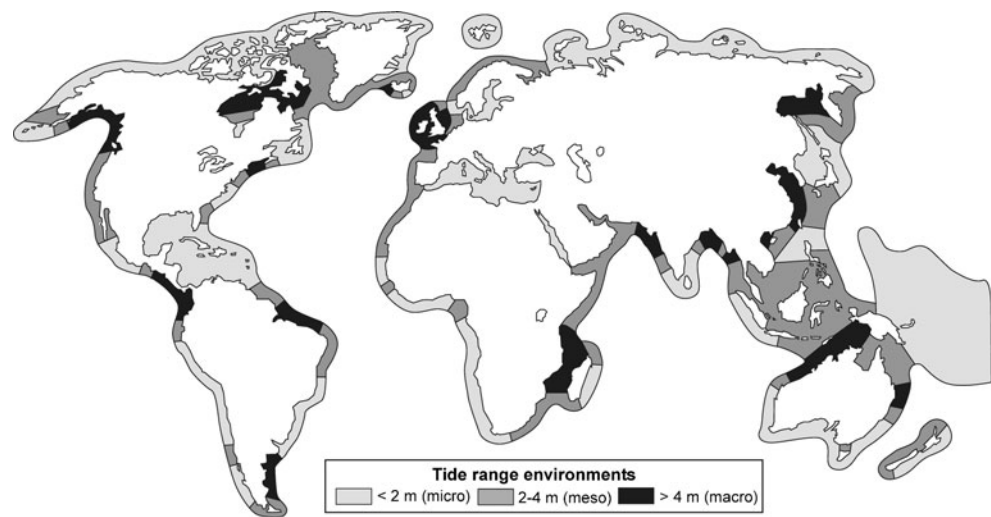 Tide range environments
< 2 m (micro) 2-4 m (meso) > 4 m (macro)